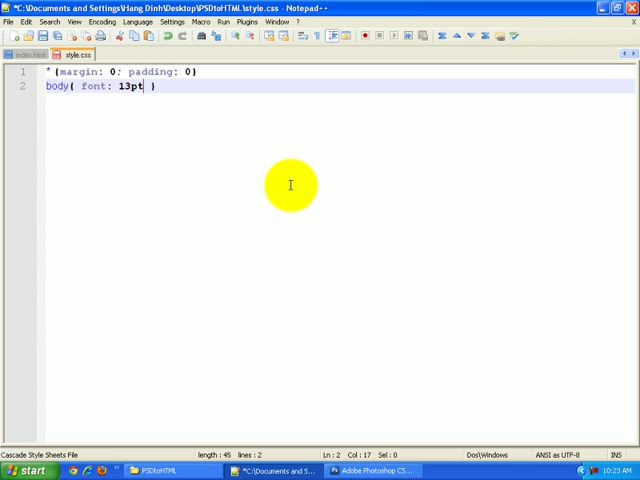 *C:\Documents and Settings\Hang Dinh\Desktop\PSDtoHTML\style.css - Notepad++
File Edit Search View Encoding Language Settings Macro Run Plugins Window ? X
index.html style.css
1 * {margin: 0; padding: 0}
2 body{ font: 13pt }
Cascade Style Sheets File length : 45 lines : 2 Ln : 2 Col : 17 Sel : 0 Dos\Windows ANSI as UTF-8 INS
start PSDtoHTML *C:\Documents and S... Adobe Photoshop CS... 10:23 AM